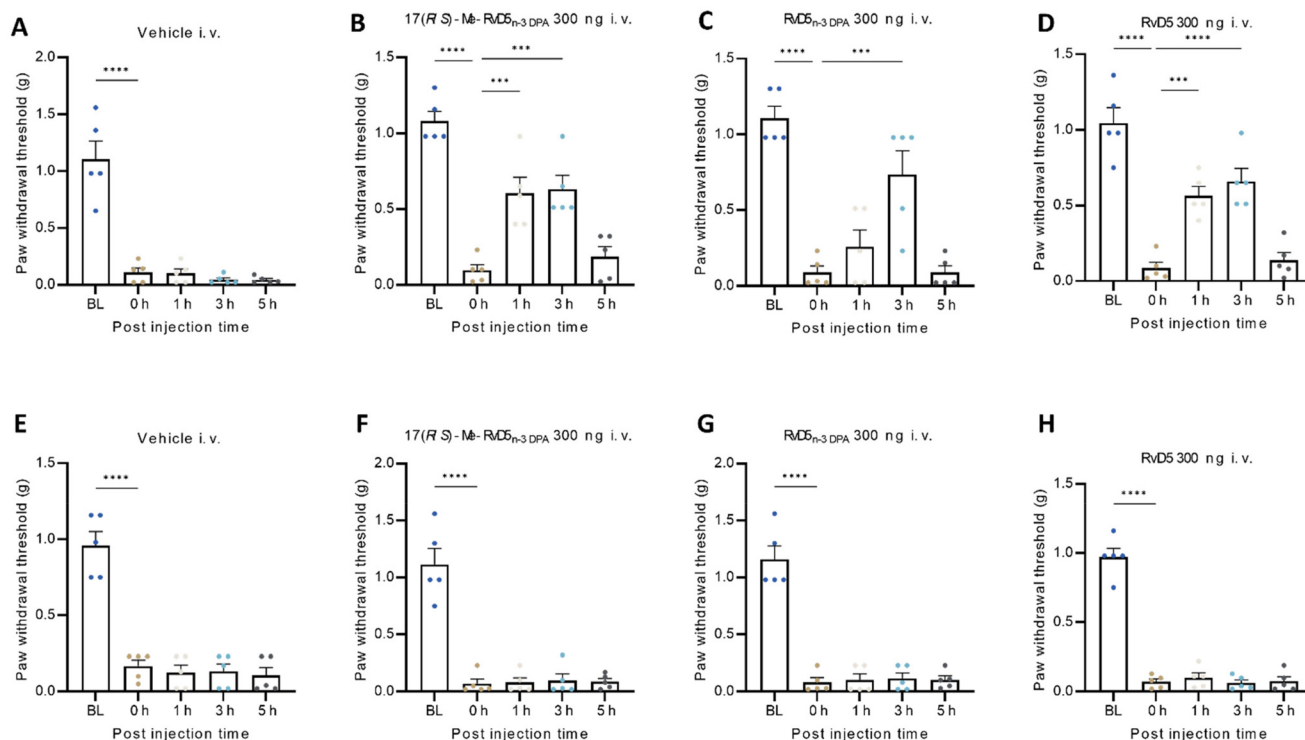 A
Vehicle i.v.
Paw withdrawal threshold (g)
2.0
1.5
1.0
0.5
0.0
****
BL 0 h 1 h 3 h 5 h
Post injection time
B
17(R/S)-Me-RvD5n-3 DPA 300 ng i.v.
Paw withdrawal threshold (g)
1.5
1.0
0.5
0.0
****
***
***
BL 0 h 1 h 3 h 5 h
Post injection time
C
RvD5n-3 DPA 300 ng i.v.
Paw withdrawal threshold (g)
1.5
1.0
0.5
0.0
****
***
BL 0 h 1 h 3 h 5 h
Post injection time
D
RvD5 300 ng i.v.
Paw withdrawal threshold (g)
1.5
1.0
0.5
0.0
****
****
***
BL 0 h 1 h 3 h 5 h
Post injection time
E
Vehicle i.v.
Paw withdrawal threshold (g)
1.5
1.0
0.5
0.0
****
BL 0 h 1 h 3 h 5 h
Post injection time
F
17(R/S)-Me-RvD5n-3 DPA 300 ng i.v.
Paw withdrawal threshold (g)
2.0
1.5
1.0
0.5
0.0
****
BL 0 h 1 h 3 h 5 h
Post injection time
G
RvD5n-3 DPA 300 ng i.v.
Paw withdrawal threshold (g)
2.0
1.5
1.0
0.5
0.0
****
BL 0 h 1 h 3 h 5 h
Post injection time
H
RvD5 300 ng i.v.
Paw withdrawal threshold (g)
1.5
1.0
0.5
0.0
****
BL 0 h 1 h 3 h 5 h
Post injection time